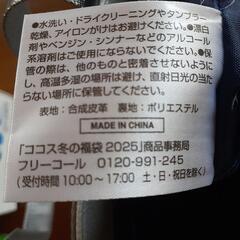 ●水洗い・ドライクリーニングやタンブラー
乾燥、アイロンがけはお避けください。●漂白
剤やベンジン・シンナーなどのアルコール
系溶剤はご使用にならないでください。●保
管の際は、他のものと密着させないように
し、高温多湿の場所は避け、直射日光の当た
らない場所に保管してください。
表地：合成皮革 裏地：ポリエステル
MADE IN CHINA
「ココス冬の福袋2025」商品事務局
フリーコール 0120-991-245
(受付時間10:00～17:00 土・日・祝日を除く)